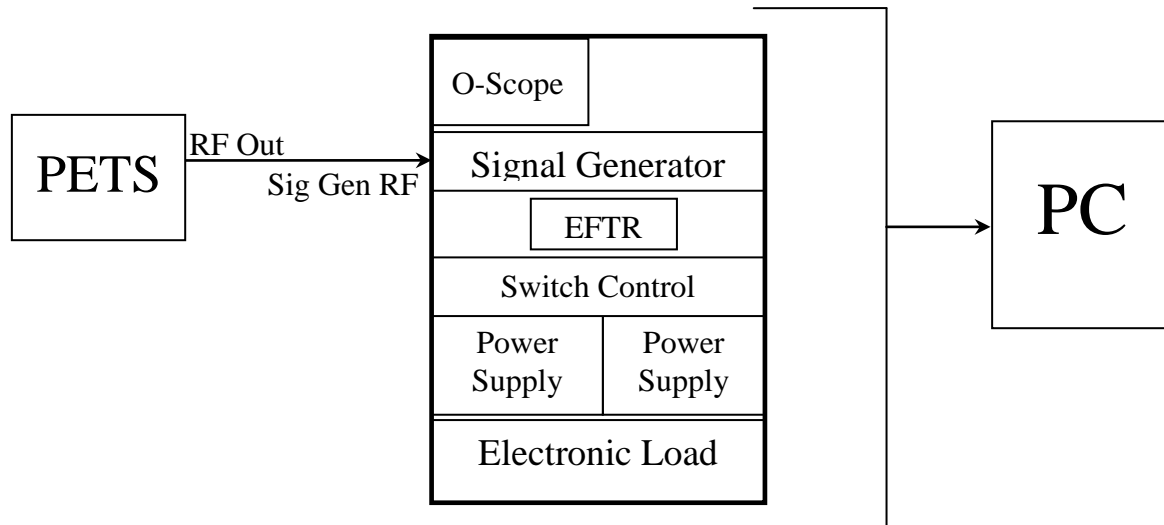 PETS
RF Out
Sig Gen RF
O-Scope
Signal Generator
EFTR
Switch Control
Power
Supply
Power
Supply
Electronic Load
PC